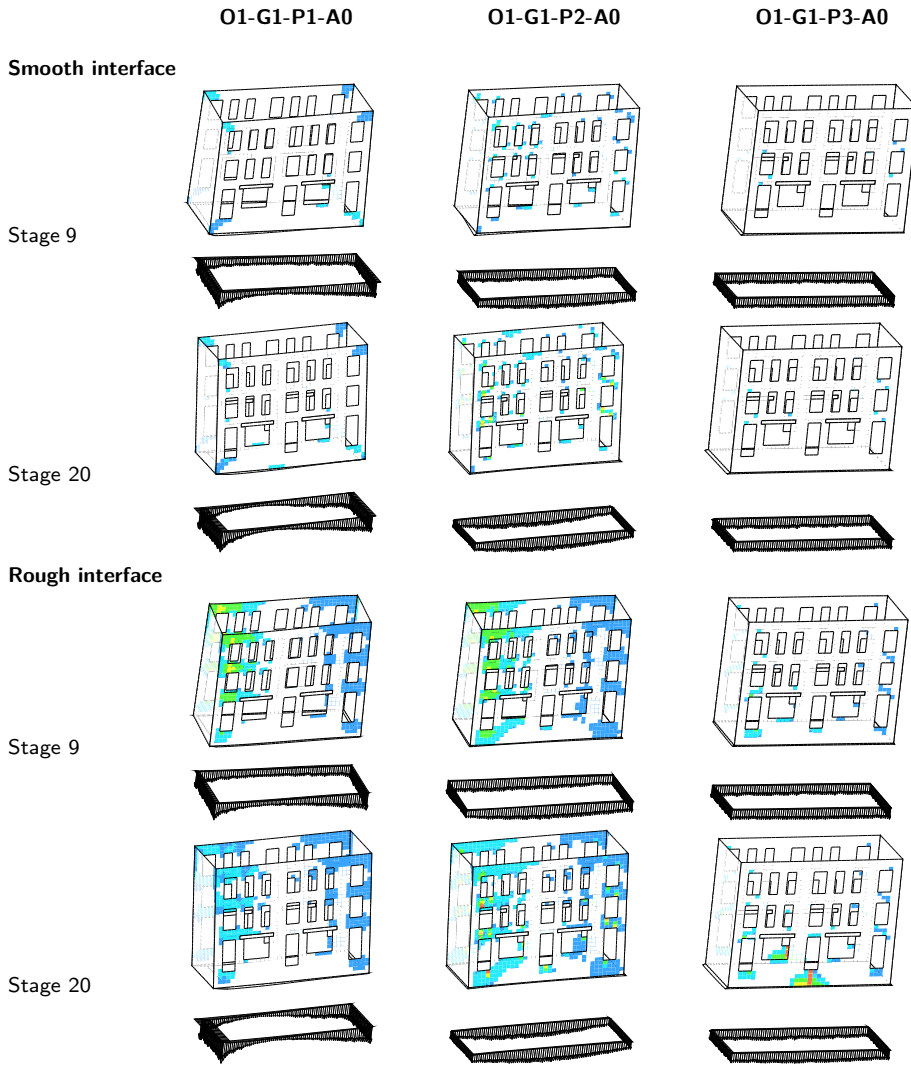 O1-G1-P1-A0 O1-G1-P2-A0 O1-G1-P3-A0
Smooth interface
Stage 9
Stage 20
Rough interface
Stage 9
Stage 20